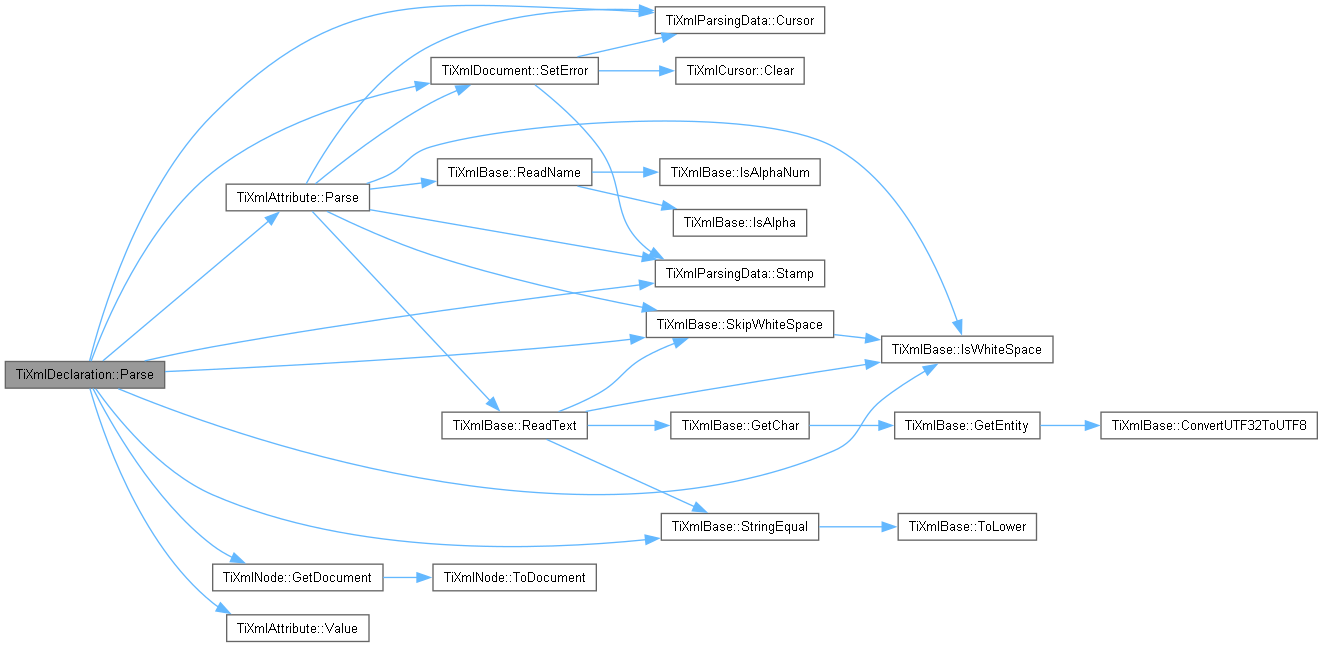 TiXmlParsingData::Cursor
TiXmlDocument::SetError
TiXmlCursor::Clear
TiXmlBase::ReadName
TiXmlBase::IsAlphaNum
TiXmlAttribute::Parse
TiXmlBase::IsAlpha
TiXmlParsingData::Stamp
TiXmlBase::SkipWhiteSpace
TiXmlBase::IsWhiteSpace
TiXmlDeclaration::Parse
TiXmlBase::ReadText
TiXmlBase::GetChar
TiXmlBase::GetEntity
TiXmlBase::ConvertUTF32ToUTF8
TiXmlBase::StringEqual
TiXmlBase::ToLower
TiXmlNode::GetDocument
TiXmlNode::ToDocument
TiXmlAttribute::Value